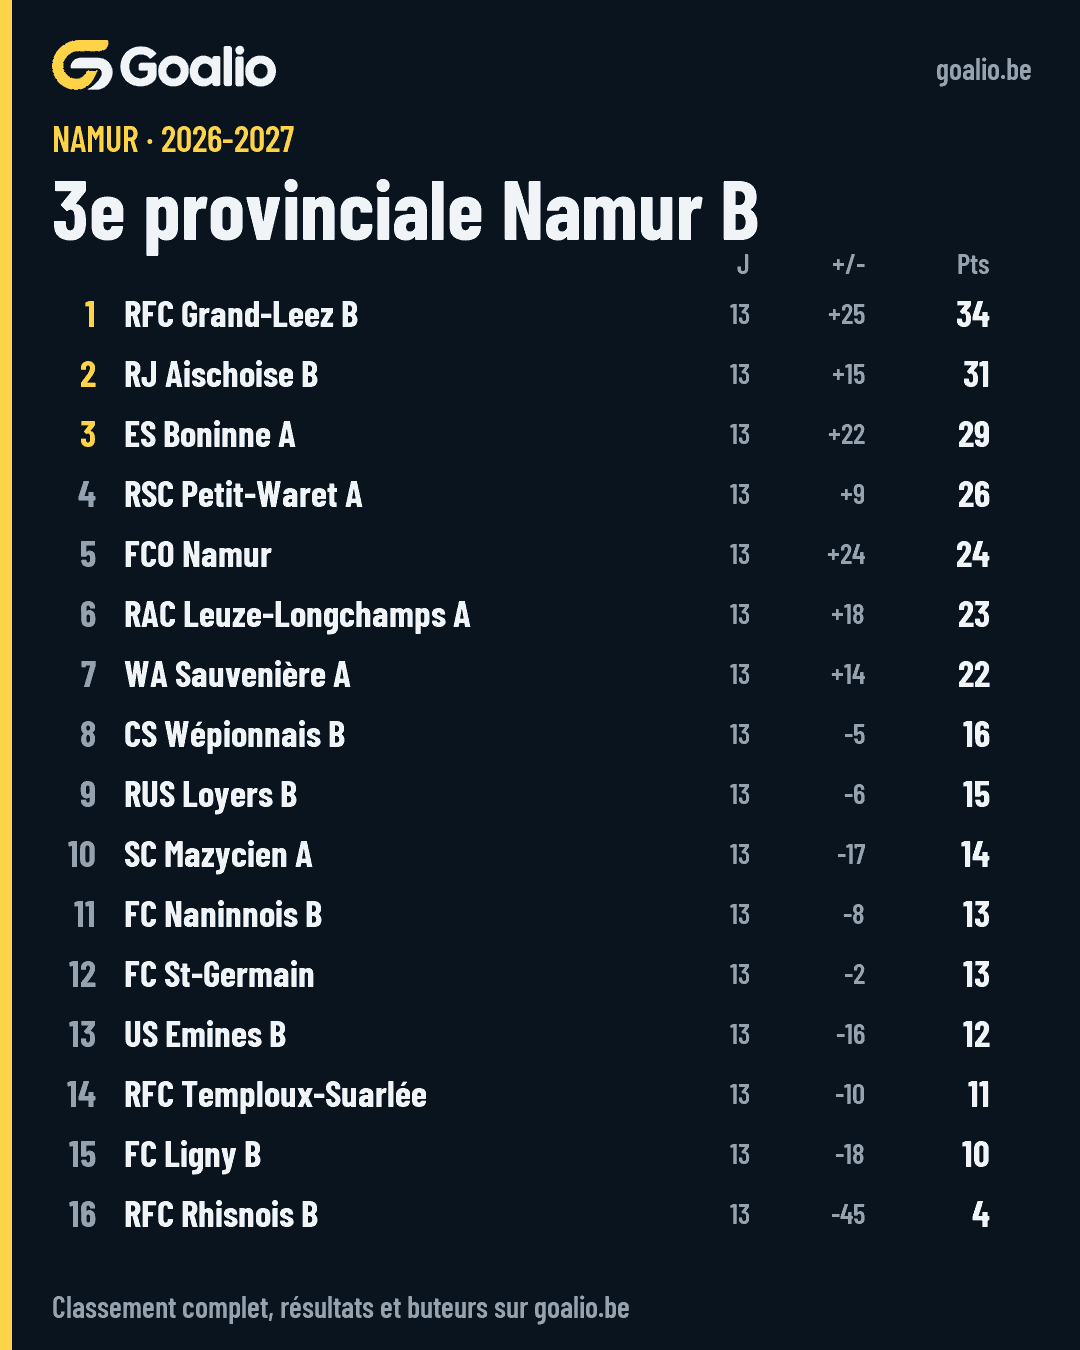 Goalio
goalio.be
NAMUR · 2026-2027
3e provinciale Namur B
J +/- Pts
1 RFC Grand-Leez B 13 +25 34
2 RJ Aischoise B 13 +15 31
3 ES Boninne A 13 +22 29
4 RSC Petit-Waret A 13 +9 26
5 FCO Namur 13 +24 24
6 RAC Leuze-Longchamps A 13 +18 23
7 WA Sauvenière A 13 +14 22
8 CS Wépionnais B 13 -5 16
9 RUS Loyers B 13 -6 15
10 SC Mazycien A 13 -17 14
11 FC Naninnois B 13 -8 13
12 FC St-Germain 13 -2 13
13 US Emines B 13 -16 12
14 RFC Temploux-Suarlée 13 -10 11
15 FC Ligny B 13 -18 10
16 RFC Rhisnois B 13 -45 4
Classement complet, résultats et buteurs sur goalio.be